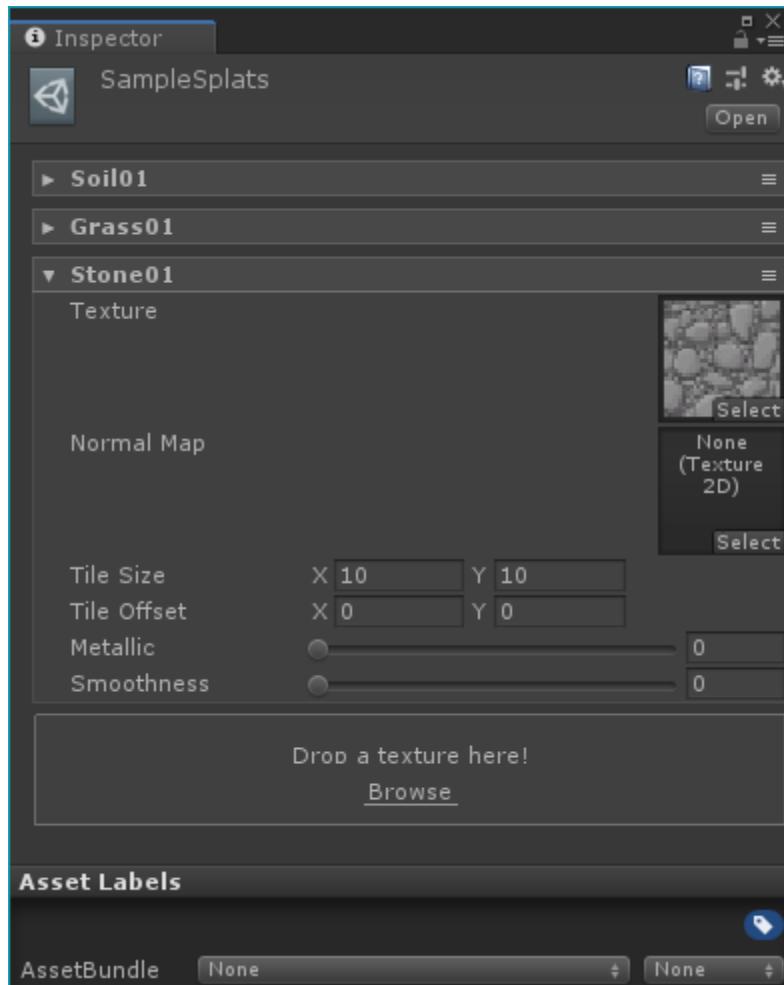 Inspector
SampleSplats
Open
Soil01
Grass01
Stone01
Texture
Select
Normal Map
None
(Texture
2D)
Select
Tile Size X 10 Y 10
Tile Offset X 0 Y 0
Metallic 0
Smoothness 0
Drop a texture here!
Browse
Asset Labels
AssetBundle None None